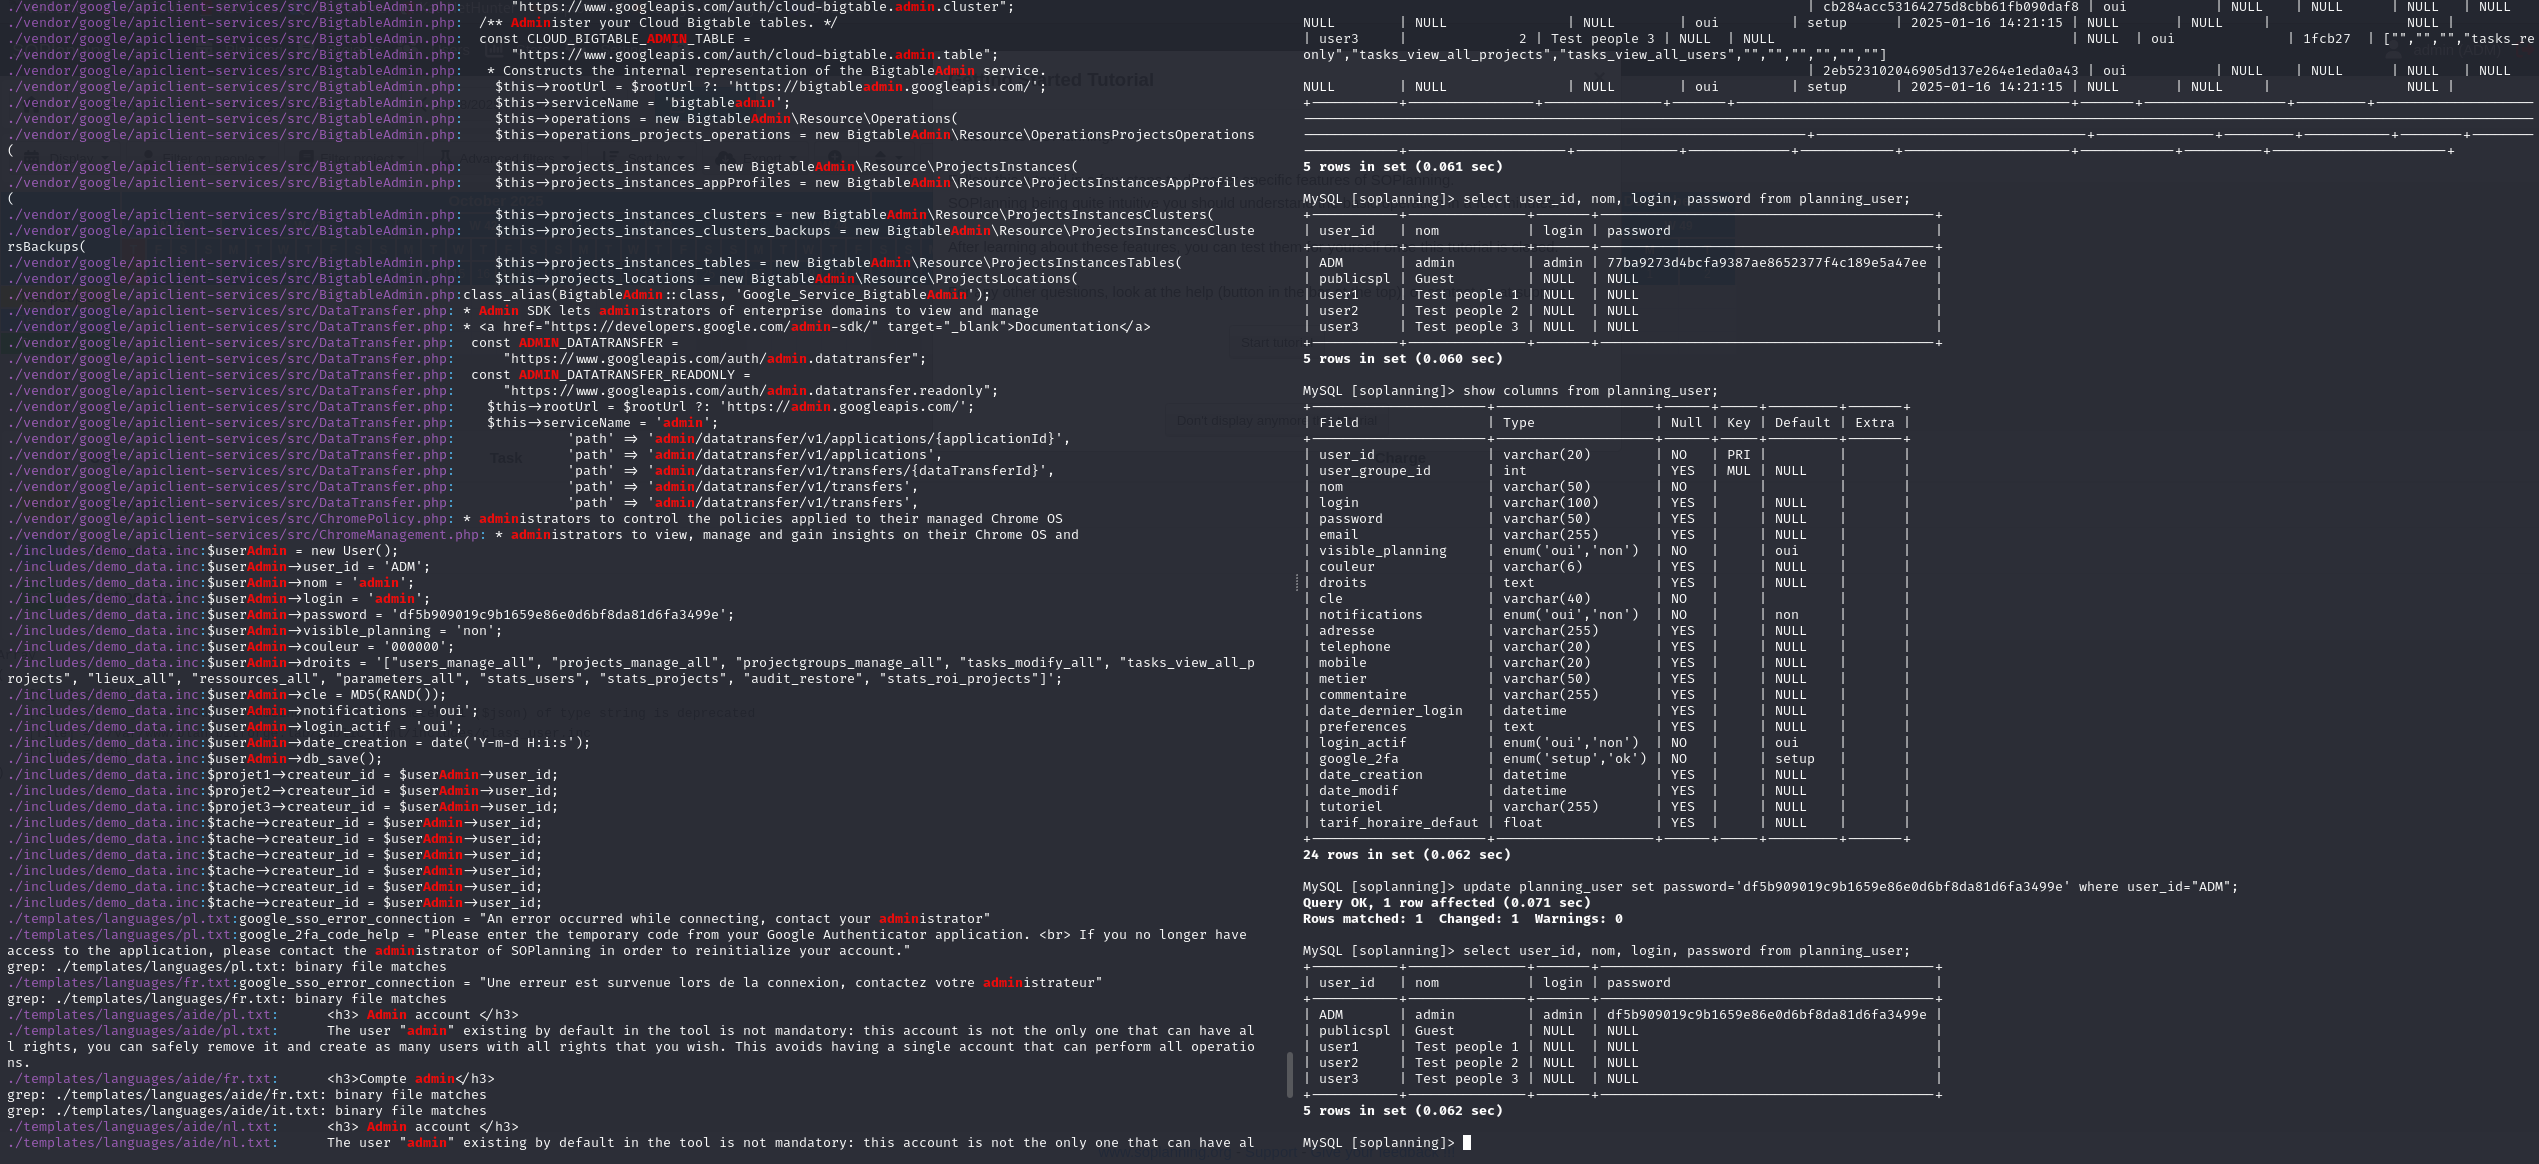 ./vendor/google/apiclient-services/src/BigtableAdmin.php:      "https://www.googleapis.com/auth/cloud-bigtable.admin.cluster";
./vendor/google/apiclient-services/src/BigtableAdmin.php:  /** Administer your Cloud Bigtable tables. */
./vendor/google/apiclient-services/src/BigtableAdmin.php:  const CLOUD_BIGTABLE_ADMIN_TABLE =
./vendor/google/apiclient-services/src/BigtableAdmin.php:      "https://www.googleapis.com/auth/cloud-bigtable.admin.table";
./vendor/google/apiclient-services/src/BigtableAdmin.php:   * Constructs the internal representation of the BigtableAdmin service.
./vendor/google/apiclient-services/src/BigtableAdmin.php:    $this->rootUrl = $rootUrl ?: 'https://bigtableadmin.googleapis.com/';
./vendor/google/apiclient-services/src/BigtableAdmin.php:    $this->serviceName = 'bigtableadmin';
./vendor/google/apiclient-services/src/BigtableAdmin.php:    $this->operations = new BigtableAdmin\Resource\Operations(
./vendor/google/apiclient-services/src/BigtableAdmin.php:    $this->operations_projects_operations = new BigtableAdmin\Resource\OperationsProjectsOperations
(
./vendor/google/apiclient-services/src/BigtableAdmin.php:    $this->projects_instances = new BigtableAdmin\Resource\ProjectsInstances(
./vendor/google/apiclient-services/src/BigtableAdmin.php:    $this->projects_instances_appProfiles = new BigtableAdmin\Resource\ProjectsInstancesAppProfiles
(
./vendor/google/apiclient-services/src/BigtableAdmin.php:    $this->projects_instances_clusters = new BigtableAdmin\Resource\ProjectsInstancesClusters(
./vendor/google/apiclient-services/src/BigtableAdmin.php:    $this->projects_instances_clusters_backups = new BigtableAdmin\Resource\ProjectsInstancesCluste
rsBackups(
./vendor/google/apiclient-services/src/BigtableAdmin.php:    $this->projects_instances_tables = new BigtableAdmin\Resource\ProjectsInstancesTables(
./vendor/google/apiclient-services/src/BigtableAdmin.php:    $this->projects_locations = new BigtableAdmin\Resource\ProjectsLocations(
./vendor/google/apiclient-services/src/BigtableAdmin.php:class_alias(BigtableAdmin::class, 'Google_Service_BigtableAdmin');
./vendor/google/apiclient-services/src/DataTransfer.php: * Admin SDK lets administrators of enterprise domains to view and manage
./vendor/google/apiclient-services/src/DataTransfer.php: * <a href="https://developers.google.com/admin-sdk/" target="_blank">Documentation</a>
./vendor/google/apiclient-services/src/DataTransfer.php:  const ADMIN_DATATRANSFER =
./vendor/google/apiclient-services/src/DataTransfer.php:      "https://www.googleapis.com/auth/admin.datatransfer";
./vendor/google/apiclient-services/src/DataTransfer.php:  const ADMIN_DATATRANSFER_READONLY =
./vendor/google/apiclient-services/src/DataTransfer.php:      "https://www.googleapis.com/auth/admin.datatransfer.readonly";
./vendor/google/apiclient-services/src/DataTransfer.php:    $this->rootUrl = $rootUrl ?: 'https://admin.googleapis.com/';
./vendor/google/apiclient-services/src/DataTransfer.php:    $this->serviceName = 'admin';
./vendor/google/apiclient-services/src/DataTransfer.php:              'path' => 'admin/datatransfer/v1/applications/{applicationId}',
./vendor/google/apiclient-services/src/DataTransfer.php:              'path' => 'admin/datatransfer/v1/applications',
./vendor/google/apiclient-services/src/DataTransfer.php:              'path' => 'admin/datatransfer/v1/transfers/{dataTransferId}',
./vendor/google/apiclient-services/src/DataTransfer.php:              'path' => 'admin/datatransfer/v1/transfers',
./vendor/google/apiclient-services/src/DataTransfer.php:              'path' => 'admin/datatransfer/v1/transfers',
./vendor/google/apiclient-services/src/ChromePolicy.php: * administrators to control the policies applied to their managed Chrome OS
./vendor/google/apiclient-services/src/ChromeManagement.php: * administrators to view, manage and gain insights on their Chrome OS and
./includes/demo_data.inc:$userAdmin = new User();
./includes/demo_data.inc:$userAdmin->user_id = 'ADM';
./includes/demo_data.inc:$userAdmin->nom = 'admin';
./includes/demo_data.inc:$userAdmin->login = 'admin';
./includes/demo_data.inc:$userAdmin->password = 'df5b909019c9b1659e86e0d6bf8da81d6fa3499e';
./includes/demo_data.inc:$userAdmin->visible_planning = 'non';
./includes/demo_data.inc:$userAdmin->couleur = '000000';
./includes/demo_data.inc:$userAdmin->droits = '["users_manage_all", "projects_manage_all", "projectgroups_manage_all", "tasks_modify_all", "tasks_view_all_p
rojects", "lieux_all", "ressources_all", "parameters_all", "stats_users", "stats_projects", "audit_restore", "stats_roi_projects"]';
./includes/demo_data.inc:$userAdmin->cle = MD5(RAND());
./includes/demo_data.inc:$userAdmin->notifications = 'oui';
./includes/demo_data.inc:$userAdmin->login_actif = 'oui';
./includes/demo_data.inc:$userAdmin->date_creation = date('Y-m-d H:i:s');
./includes/demo_data.inc:$userAdmin->db_save();
./includes/demo_data.inc:$projet1->createur_id = $userAdmin->user_id;
./includes/demo_data.inc:$projet2->createur_id = $userAdmin->user_id;
./includes/demo_data.inc:$projet3->createur_id = $userAdmin->user_id;
./includes/demo_data.inc:$tache->createur_id = $userAdmin->user_id;
./includes/demo_data.inc:$tache->createur_id = $userAdmin->user_id;
./includes/demo_data.inc:$tache->createur_id = $userAdmin->user_id;
./includes/demo_data.inc:$tache->createur_id = $userAdmin->user_id;
./includes/demo_data.inc:$tache->createur_id = $userAdmin->user_id;
./includes/demo_data.inc:$tache->createur_id = $userAdmin->user_id;
./templates/languages/pl.txt:google_sso_error_connection = "An error occurred while connecting, contact your administrator"
./templates/languages/pl.txt:google_2fa_code_help = "Please enter the temporary code from your Google Authenticator application. <br> If you no longer have
access to the application, please contact the administrator of SOPlanning in order to reinitialize your account."
grep: ./templates/languages/pl.txt: binary file matches
./templates/languages/fr.txt:google_sso_error_connection = "Une erreur est survenue lors de la connexion, contactez votre administrateur"
grep: ./templates/languages/fr.txt: binary file matches
./templates/languages/aide/pl.txt:      <h3> Admin account </h3>
./templates/languages/aide/pl.txt:      The user "admin" existing by default in the tool is not mandatory: this account is not the only one that can have al
l rights, you can safely remove it and create as many users with all rights that you wish. This avoids having a single account that can perform all operatio
ns.
./templates/languages/aide/fr.txt:      <h3>Compte admin</h3>
grep: ./templates/languages/aide/fr.txt: binary file matches
grep: ./templates/languages/aide/it.txt: binary file matches
./templates/languages/aide/nl.txt:      <h3> Admin account </h3>
./templates/languages/aide/nl.txt:      The user "admin" existing by default in the tool is not mandatory: this account is not the only one that can have al
| cb284acc53164275d8cbb61fb090daf8 | oui | NULL | NULL | NULL | NULL
NULL | NULL | NULL | oui | setup | 2025-01-16 14:21:15 | NULL | NULL | NULL |
| user3 | 2 | Test people 3 | NULL | NULL | NULL | oui | 1fcb27 | ["","","","tasks_re
only","tasks_view_all_projects","tasks_view_all_users","","","","","",""]
| 2eb523102046905d137e264e1eda0a43 | oui | NULL | NULL | NULL | NULL
NULL | NULL | NULL | oui | setup | 2025-01-16 14:21:15 | NULL | NULL | NULL |
5 rows in set (0.061 sec)
MySQL [soplanning]> select user_id, nom, login, password from planning_user;
| user_id | nom | login | password |
| ADM | admin | admin | 77ba9273d4bcfa9387ae8652377f4c189e5a47ee |
| publicspl | Guest | NULL | NULL |
| user1 | Test people 1 | NULL | NULL |
| user2 | Test people 2 | NULL | NULL |
| user3 | Test people 3 | NULL | NULL |
5 rows in set (0.060 sec)
MySQL [soplanning]> show columns from planning_user;
| Field | Type | Null | Key | Default | Extra |
| user_id | varchar(20) | NO | PRI | | |
| user_groupe_id | int | YES | MUL | NULL | |
| nom | varchar(50) | NO | | | |
| login | varchar(100) | YES | | NULL | |
| password | varchar(50) | YES | | NULL | |
| email | varchar(255) | YES | | NULL | |
| visible_planning | enum('oui','non') | NO | | oui | |
| couleur | varchar(6) | YES | | NULL | |
| droits | text | YES | | NULL | |
| cle | varchar(40) | NO | | | |
| notifications | enum('oui','non') | NO | | non | |
| adresse | varchar(255) | YES | | NULL | |
| telephone | varchar(20) | YES | | NULL | |
| mobile | varchar(20) | YES | | NULL | |
| metier | varchar(50) | YES | | NULL | |
| commentaire | varchar(255) | YES | | NULL | |
| date_dernier_login | datetime | YES | | NULL | |
| preferences | text | YES | | NULL | |
| login_actif | enum('oui','non') | NO | | oui | |
| google_2fa | enum('setup','ok') | NO | | setup | |
| date_creation | datetime | YES | | NULL | |
| date_modif | datetime | YES | | NULL | |
| tutoriel | varchar(255) | YES | | NULL | |
| tarif_horaire_defaut | float | YES | | NULL | |
24 rows in set (0.062 sec)
MySQL [soplanning]> update planning_user set password='df5b909019c9b1659e86e0d6bf8da81d6fa3499e' where user_id="ADM";
Query OK, 1 row affected (0.071 sec)
Rows matched: 1  Changed: 1  Warnings: 0
MySQL [soplanning]> select user_id, nom, login, password from planning_user;
| user_id | nom | login | password |
| ADM | admin | admin | df5b909019c9b1659e86e0d6bf8da81d6fa3499e |
| publicspl | Guest | NULL | NULL |
| user1 | Test people 1 | NULL | NULL |
| user2 | Test people 2 | NULL | NULL |
| user3 | Test people 3 | NULL | NULL |
5 rows in set (0.062 sec)
MySQL [soplanning]>